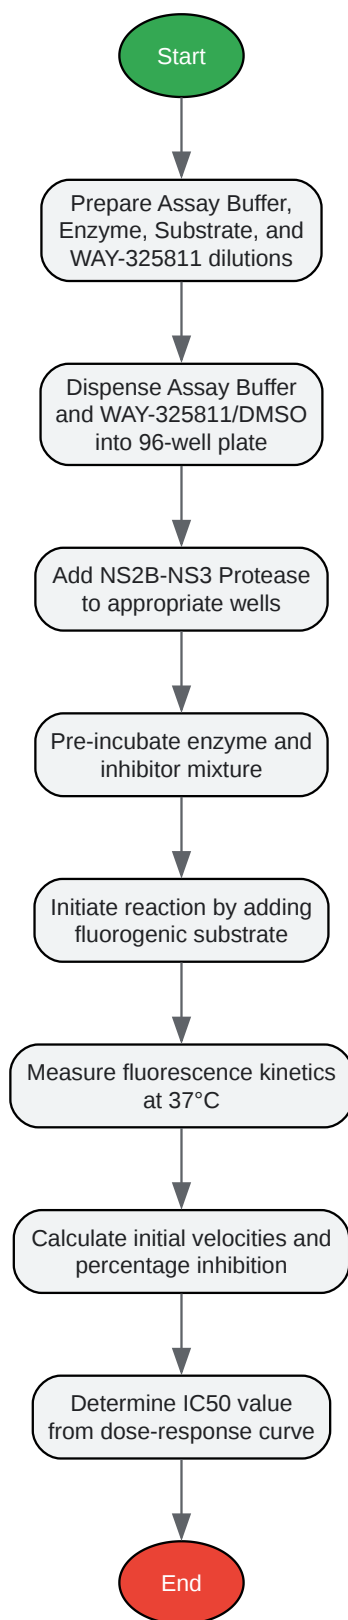 Start
Prepare Assay Buffer,
Enzyme, Substrate, and
WAY-325811 dilutions
Dispense Assay Buffer
and WAY-325811/DMSO
into 96-well plate
Add NS2B-NS3 Protease
to appropriate wells
Pre-incubate enzyme and
inhibitor mixture
Initiate reaction by adding
fluorogenic substrate
Measure fluorescence kinetics
at 37°C
Calculate initial velocities and
percentage inhibition
Determine IC50 value
from dose-response curve
End